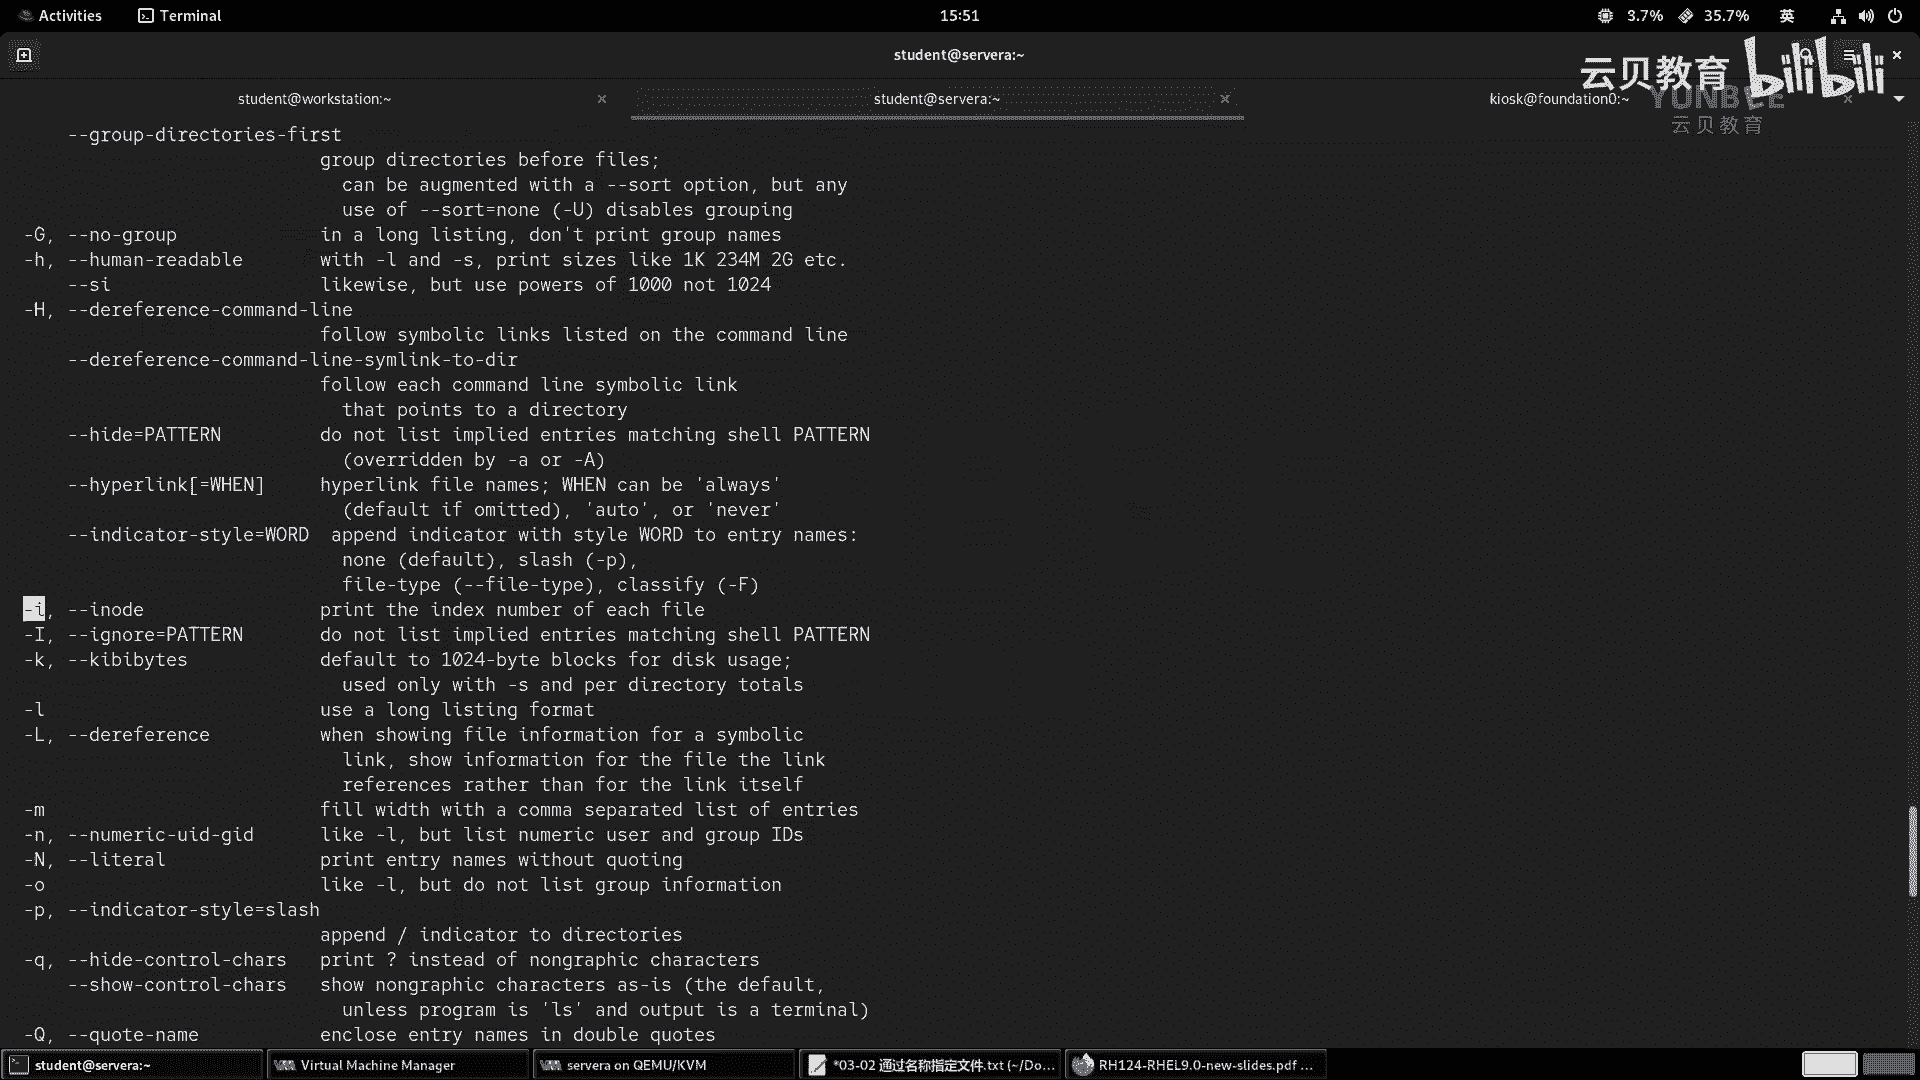 Activities
Terminal
15:51
3.7%
35.7%
英
student@servera:~
云贝教育 bilibili
student@workstation:~
student@servera:~
kiosk@foundation0:~
YUNBEE
云贝教育
--group-directories-first
group directories before files;
can be augmented with a --sort option, but any
use of --sort=none (-U) disables grouping
-G, --no-group in a long listing, don't print group names
-h, --human-readable with -l and -s, print sizes like 1K 234M 2G etc.
--si likewise, but use powers of 1000 not 1024
-H, --dereference-command-line
follow symbolic links listed on the command line
--dereference-command-line-symlink-to-dir
follow each command line symbolic link
that points to a directory
--hide=PATTERN do not list implied entries matching shell PATTERN
(overridden by -a or -A)
--hyperlink[=WHEN] hyperlink file names; WHEN can be 'always'
(default if omitted), 'auto', or 'never'
--indicator-style=WORD append indicator with style WORD to entry names:
none (default), slash (-p),
file-type (--file-type), classify (-F)
-i, --inode print the index number of each file
-I, --ignore=PATTERN do not list implied entries matching shell PATTERN
-k, --kibibytes default to 1024-byte blocks for disk usage;
used only with -s and per directory totals
-l use a long listing format
-L, --dereference when showing file information for a symbolic
link, show information for the file the link
references rather than for the link itself
-m fill width with a comma separated list of entries
-n, --numeric-uid-gid like -l, but list numeric user and group IDs
-N, --literal print entry names without quoting
-o like -l, but do not list group information
-p, --indicator-style=slash
append / indicator to directories
-q, --hide-control-chars print ? instead of nongraphic characters
--show-control-chars show nongraphic characters as-is (the default,
unless program is 'ls' and output is a terminal)
-Q, --quote-name enclose entry names in double quotes
student@servera:~
Virtual Machine Manager
servera on QEMU/KVM
*03-02 通过名称指定文件.txt (~/Do...
RH124-RHEL9.0-new-slides.pdf ...